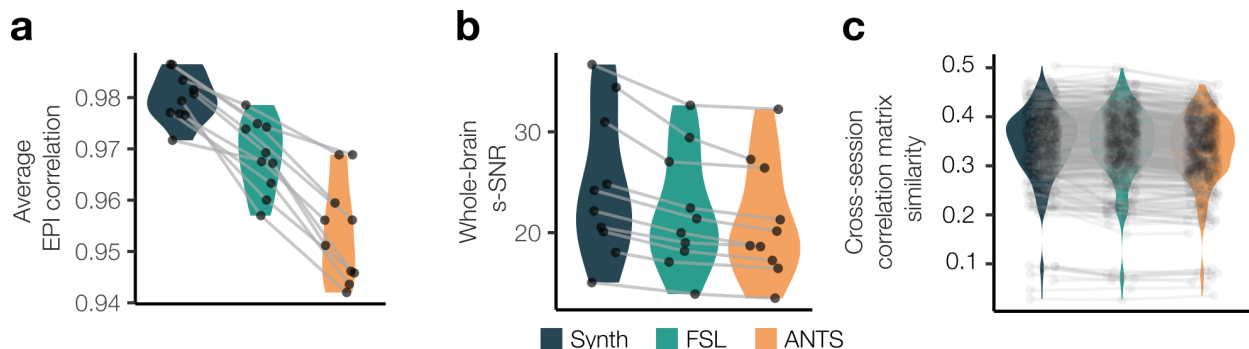 a
Average
EPI correlation
0.98
0.97
0.96
0.95
0.94
b
Whole-brain
s-SNR
30
20
c
Cross-session
correlation matrix
similarity
0.5
0.4
0.3
0.2
0.1
Synth FSL ANTS